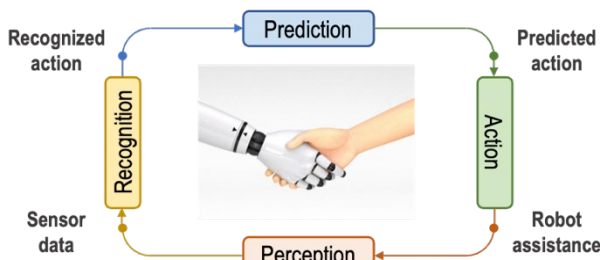 Prediction
Recognized
action
Predicted
action
Recognition
Action
Sensor
data
Robot
assistance
Perception